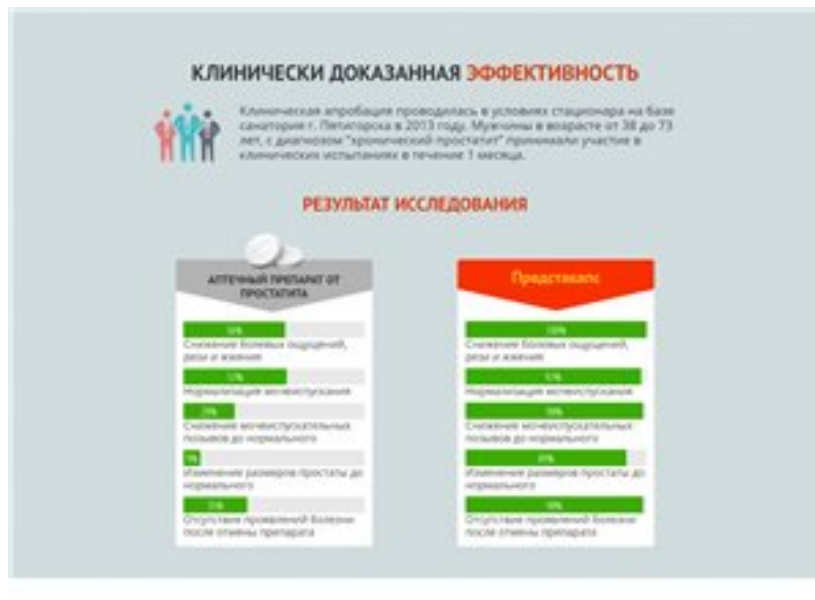 КЛИНИЧЕСКИ ДОКАЗАННАЯ ЭФФЕКТИВНОСТЬ
Клиническая апробация проводилась в условиях стационара на базе
санатория г. Пятигорска в 2013 году. Мужчины в возрасте от 38 до 73
лет, с диагнозом "хронический простатит" принимали участие в
клинических испытаниях в течение 1 месяца.
РЕЗУЛЬТАТ ИССЛЕДОВАНИЯ
АПТЕЧНЫЙ ПРЕПАРАТ ОТ
ПРОСТАТИТА
Снижение болевых ощущений,
рези и жжения
Нормализация мочеиспускания
Снижение мочеиспускательных
позывов до нормального
Изменение размеров простаты до
нормального
Отсутствие проявлений болезни
после отмены препарата
Предстакапс
100%
Снижение болевых ощущений,
рези и жжения
Нормализация мочеиспускания
Снижение мочеиспускательных
позывов до нормального
Изменение размеров простаты до
нормального
Отсутствие проявлений болезни
после отмены препарата